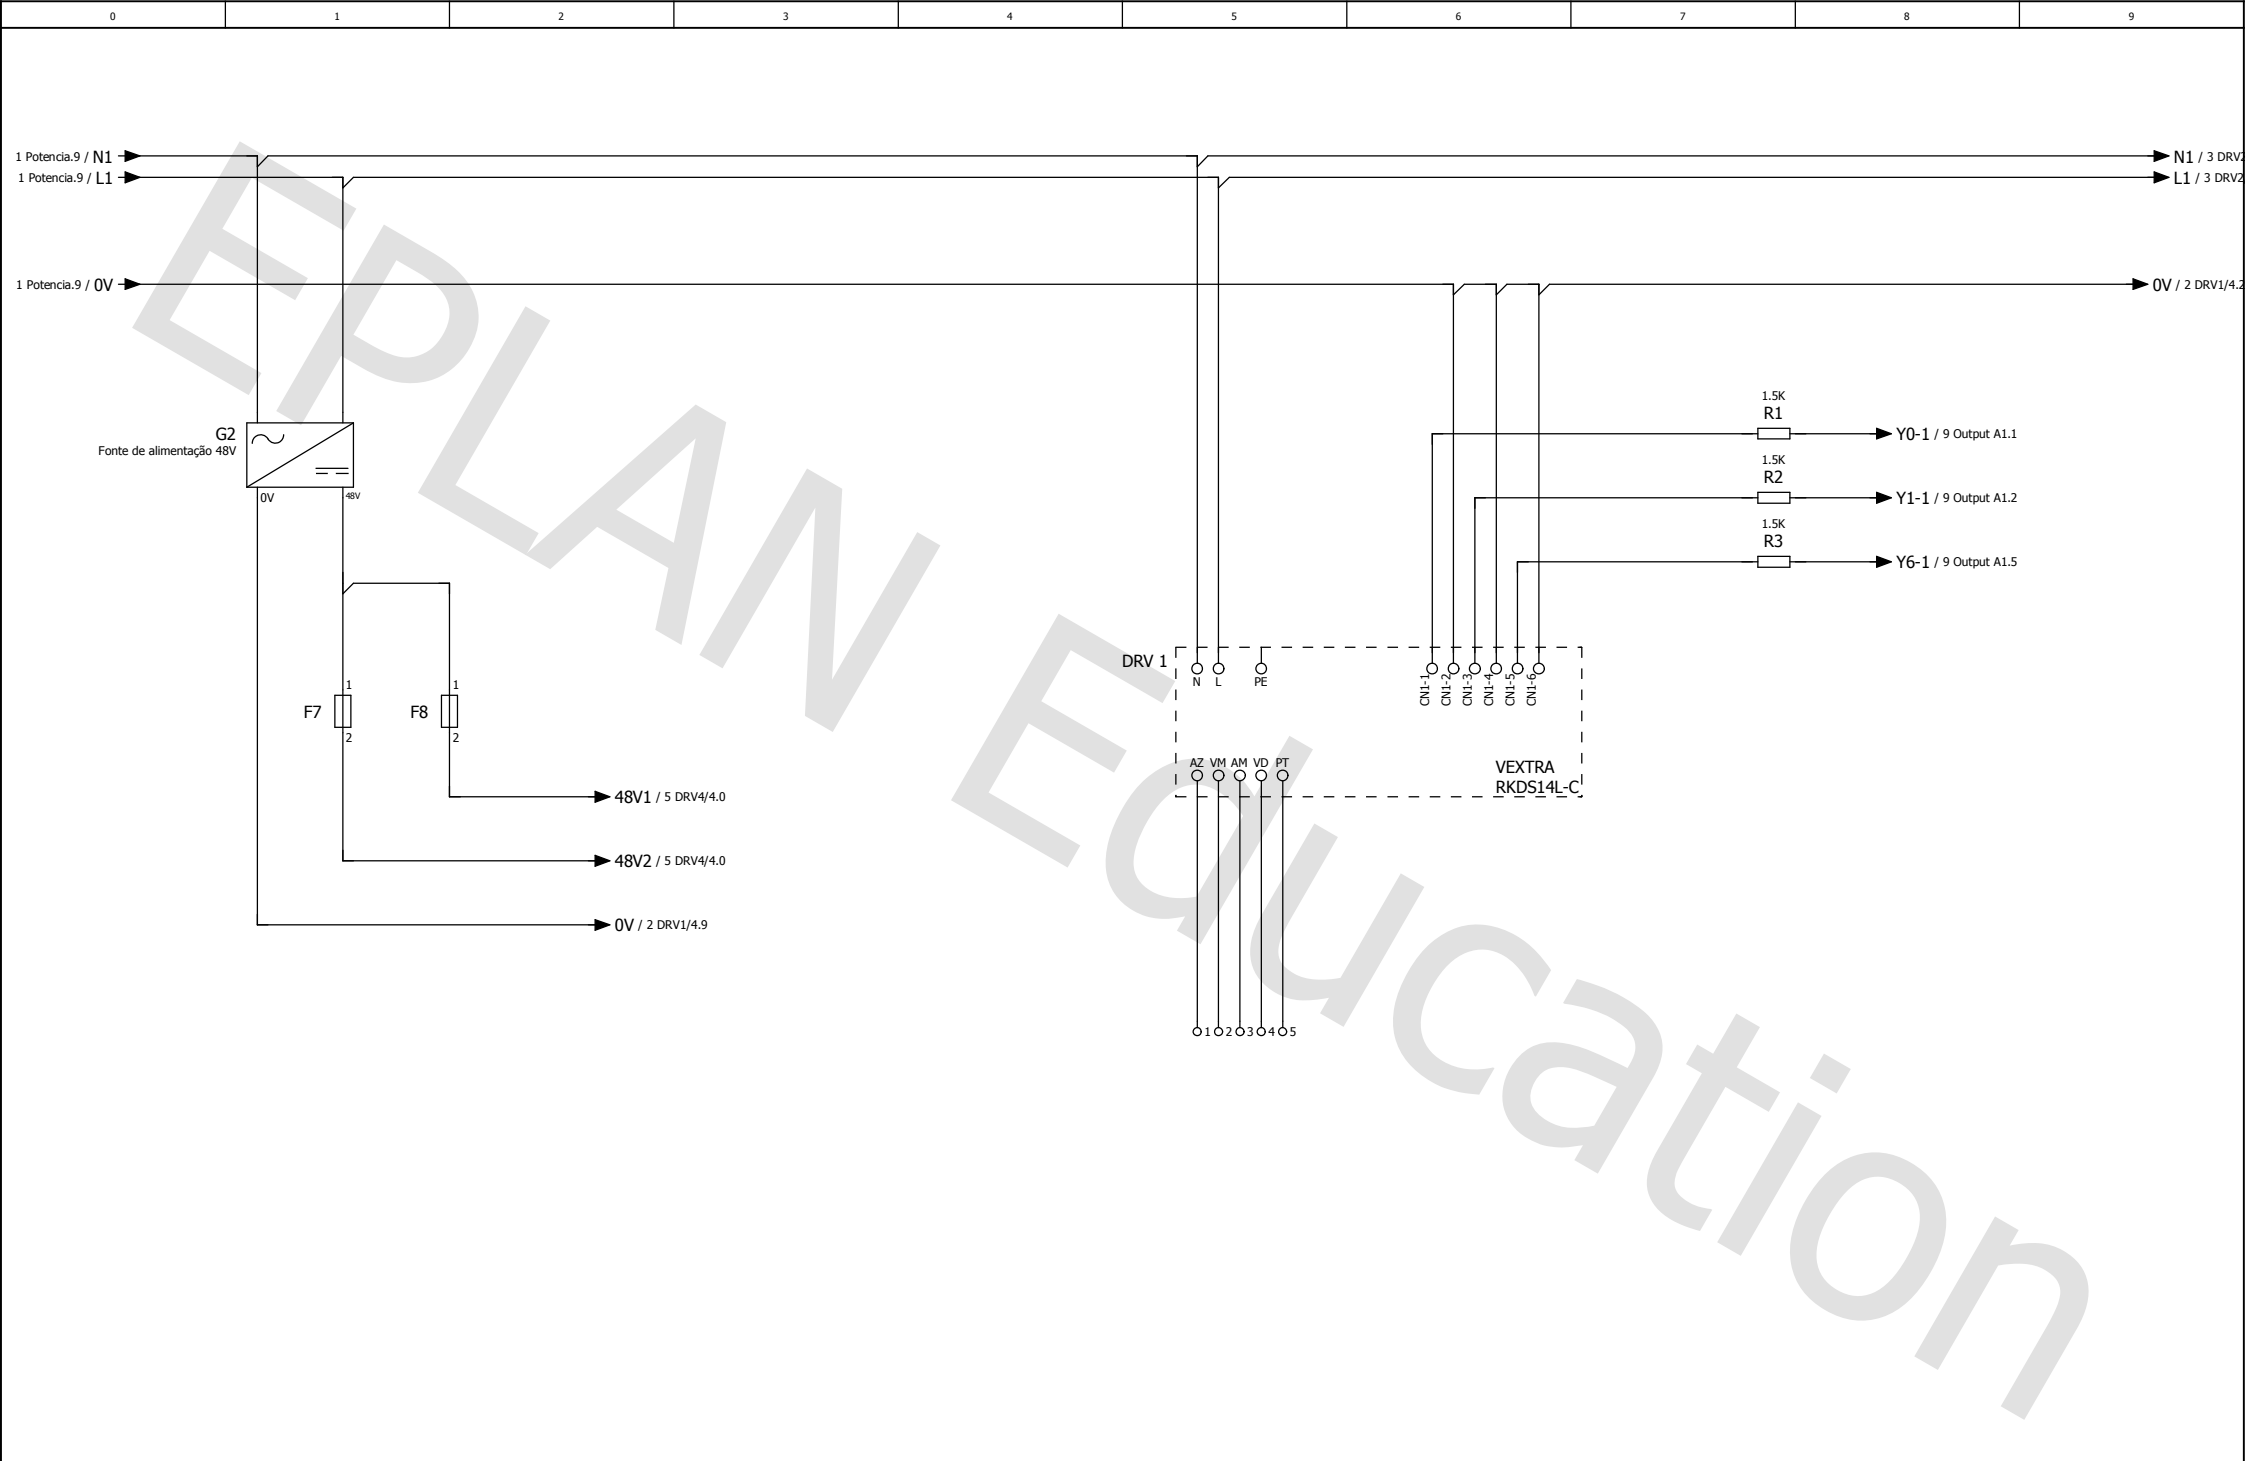 0 1 2 3 4 5 6 7 8 9
1 Potencia.9 / N1
N1 / 3 DRV2
1 Potencia.9 / L1
L1 / 3 DRV2
1 Potencia.9 / 0V
0V / 2 DRV1/4.2
1.5K
R1
Y0-1 / 9 Output A1.1
G2
Fonte de alimentação 48V
0V 48V
1.5K
R2
Y1-1 / 9 Output A1.2
1.5K
R3
Y6-1 / 9 Output A1.5
DRV 1
N L PE
CN1-1 CN1-2 CN1-3 CN1-4 CN1-5 CN1-6
F7 1 2
F8 1 2
AZ VM AM VD PT
VEXTRA
RKDS14L-C
48V1 / 5 DRV4/4.0
48V2 / 5 DRV4/4.0
0V / 2 DRV1/4.9
1 2 3 4 5
EPLAN Education